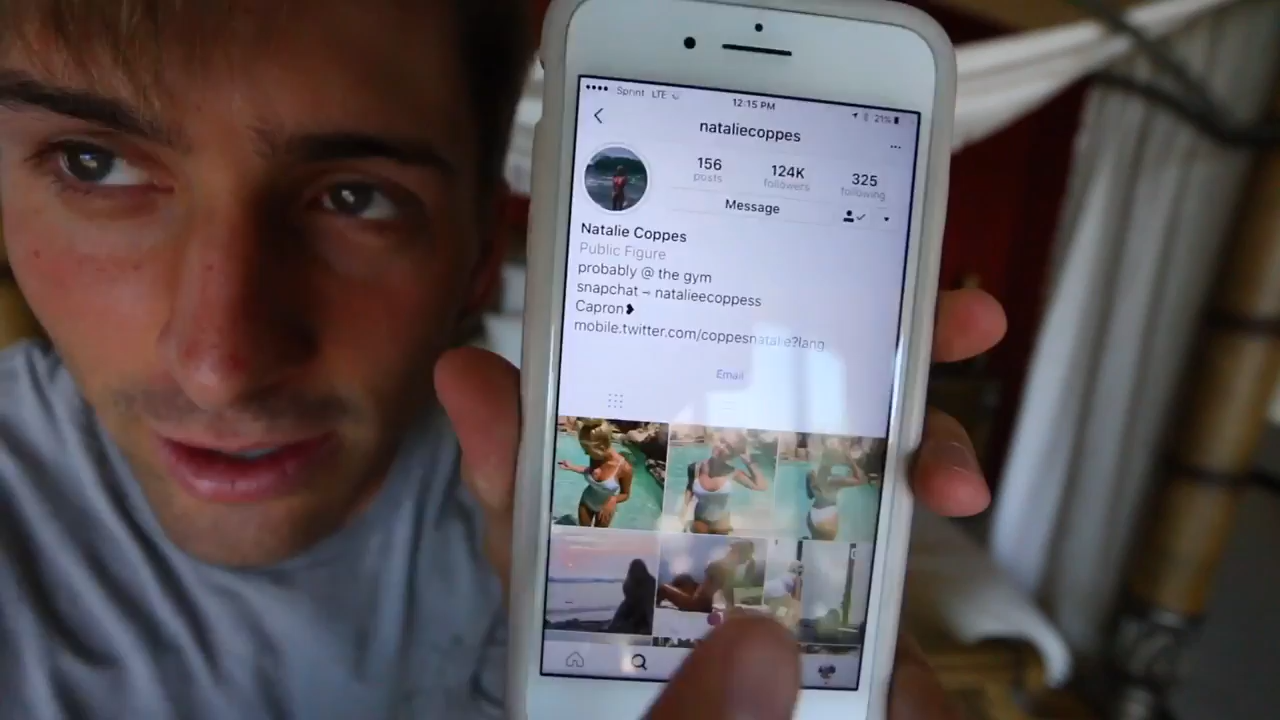 Sprint LTE 12:15 PM 21%
nataliecoppes
156 124K 325
posts followers following
Message
Natalie Coppes
Public Figure
probably @ the gym
snapchat → natalieecoppess
Capron❥
mobile.twitter.com/coppesnatalie?lang
Email